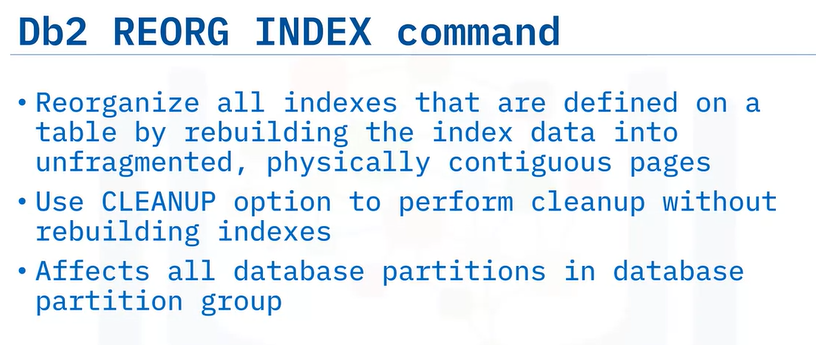 Db2 REORG INDEX command
• Reorganize all indexes that are defined on a
table by rebuilding the index data into
unfragmented, physically contiguous pages
• Use CLEANUP option to perform cleanup without
rebuilding indexes
• Affects all database partitions in database
partition group